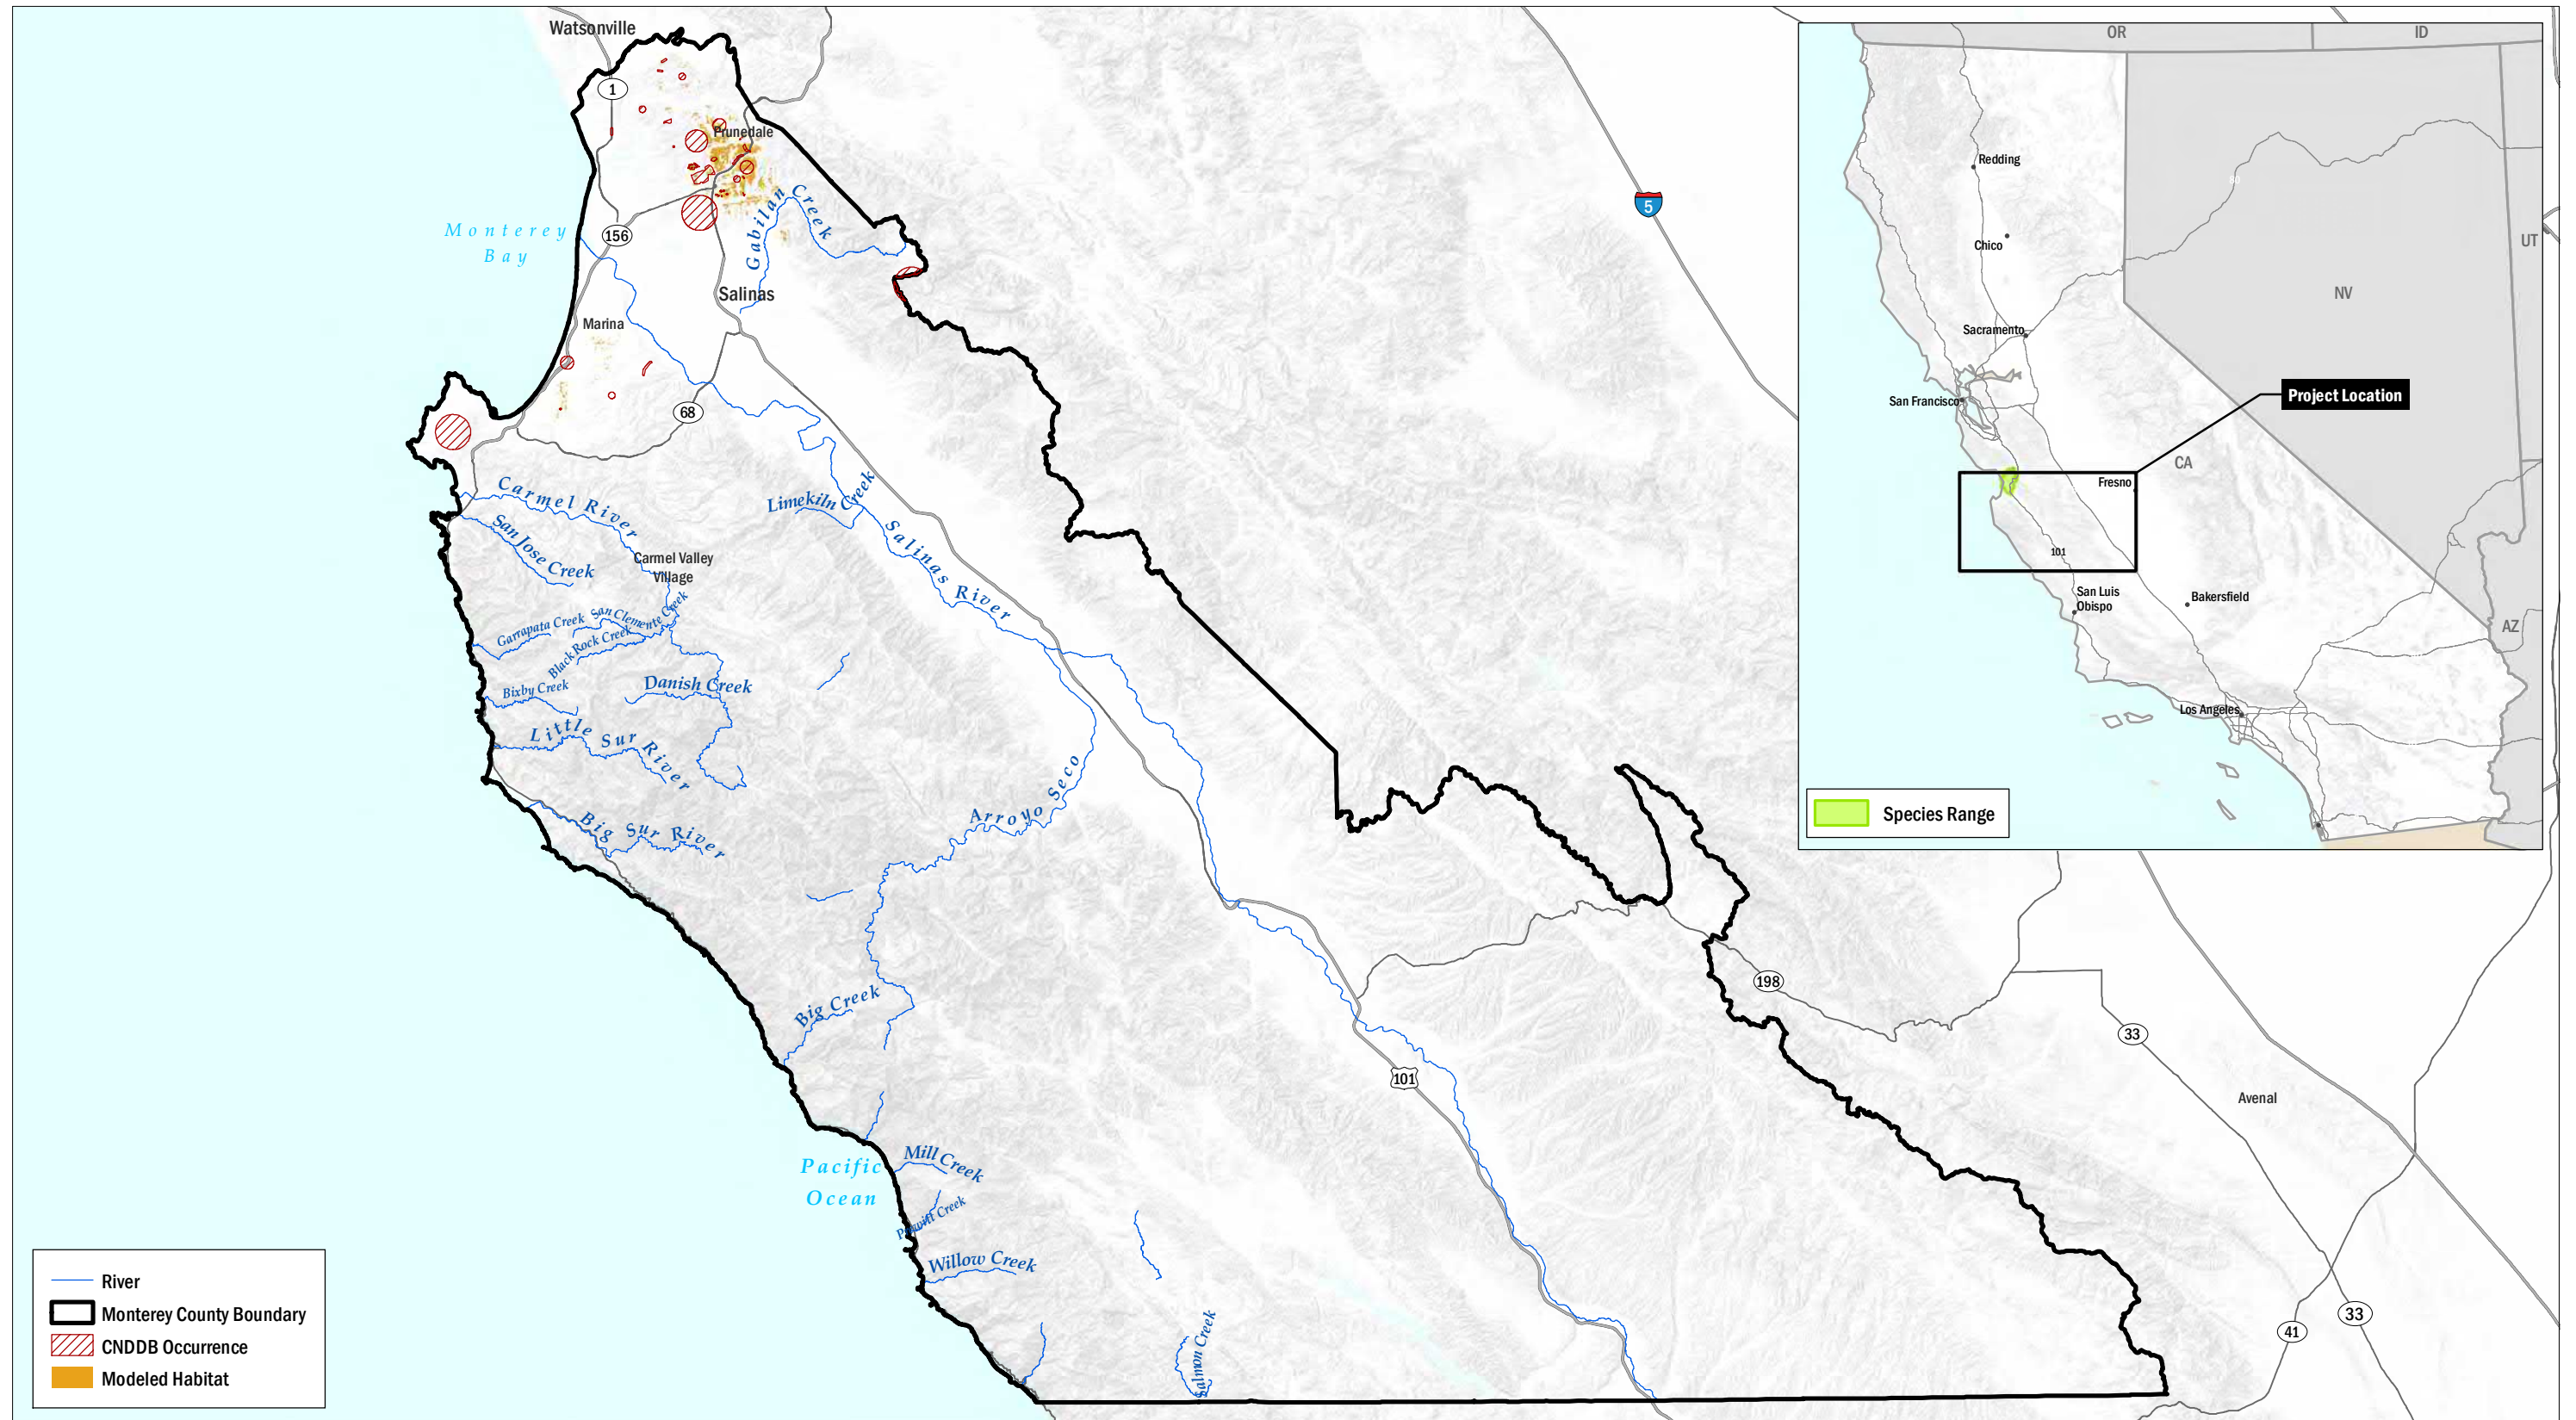 Watsonville
1
Prunedale
Monterey
Bay
156
Gabilan Creek
Salinas
Marina
68
5
Carmel River
San Jose Creek
Carmel Valley
Village
Limekiln Creek
Salinas River
Garrapata Creek
San Clemente Creek
Black Rock Creek
Bixby Creek
Danish Creek
Little Sur River
Big Sur River
Arroyo Seco
Big Creek
198
33
101
Avenal
Pacific
Ocean
Mill Creek
Prewitt Creek
Willow Creek
Salmon Creek
33
41
River
Monterey County Boundary
CNDDB Occurrence
Modeled Habitat
OR
ID
Redding
80
Chico
UT
NV
Sacramento
San Francisco
Project Location
CA
Fresno
101
San Luis
Obispo
Bakersfield
AZ
Los Angeles
Species Range